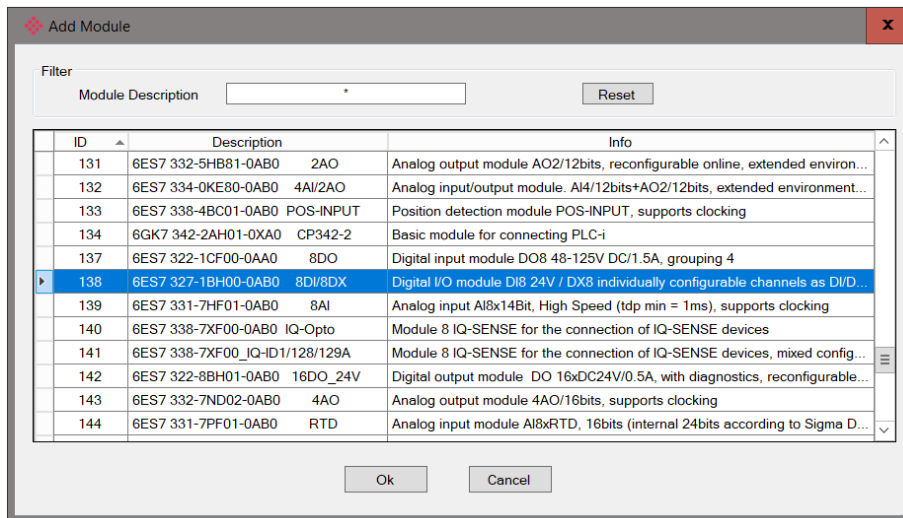 Add Module
x
Filter
Module Description * Reset
ID Description Info
131 6ES7 332-5HB81-0AB0 2AO Analog output module AO2/12bits, reconfigurable online, extended environ...
132 6ES7 334-0KE80-0AB0 4AI/2AO Analog input/output module. AI4/12bits+AO2/12bits, extended environment...
133 6ES7 338-4BC01-0AB0 POS-INPUT Position detection module POS-INPUT, supports clocking
134 6GK7 342-2AH01-0XA0 CP342-2 Basic module for connecting PLC-i
137 6ES7 322-1CF00-0AA0 8DO Digital input module DO8 48-125V DC/1.5A, grouping 4
138 6ES7 327-1BH00-0AB0 8DI/8DX Digital I/O module DI8 24V / DX8 individually configurable channels as DI/D...
139 6ES7 331-7HF01-0AB0 8AI Analog input AI8x14Bit, High Speed (tdp min = 1ms), supports clocking
140 6ES7 338-7XF00-0AB0 IQ-Opto Module 8 IQ-SENSE for the connection of IQ-SENSE devices
141 6ES7 338-7XF00_IQ-ID1/128/129A Module 8 IQ-SENSE for the connection of IQ-SENSE devices, mixed config...
142 6ES7 322-8BH01-0AB0 16DO_24V Digital output module DO 16xDC24V/0.5A, with diagnostics, reconfigurable...
143 6ES7 332-7ND02-0AB0 4AO Analog output module 4AO/16bits, supports clocking
144 6ES7 331-7PF01-0AB0 RTD Analog input module AI8xRTD, 16bits (internal 24bits according to Sigma D...
Ok Cancel